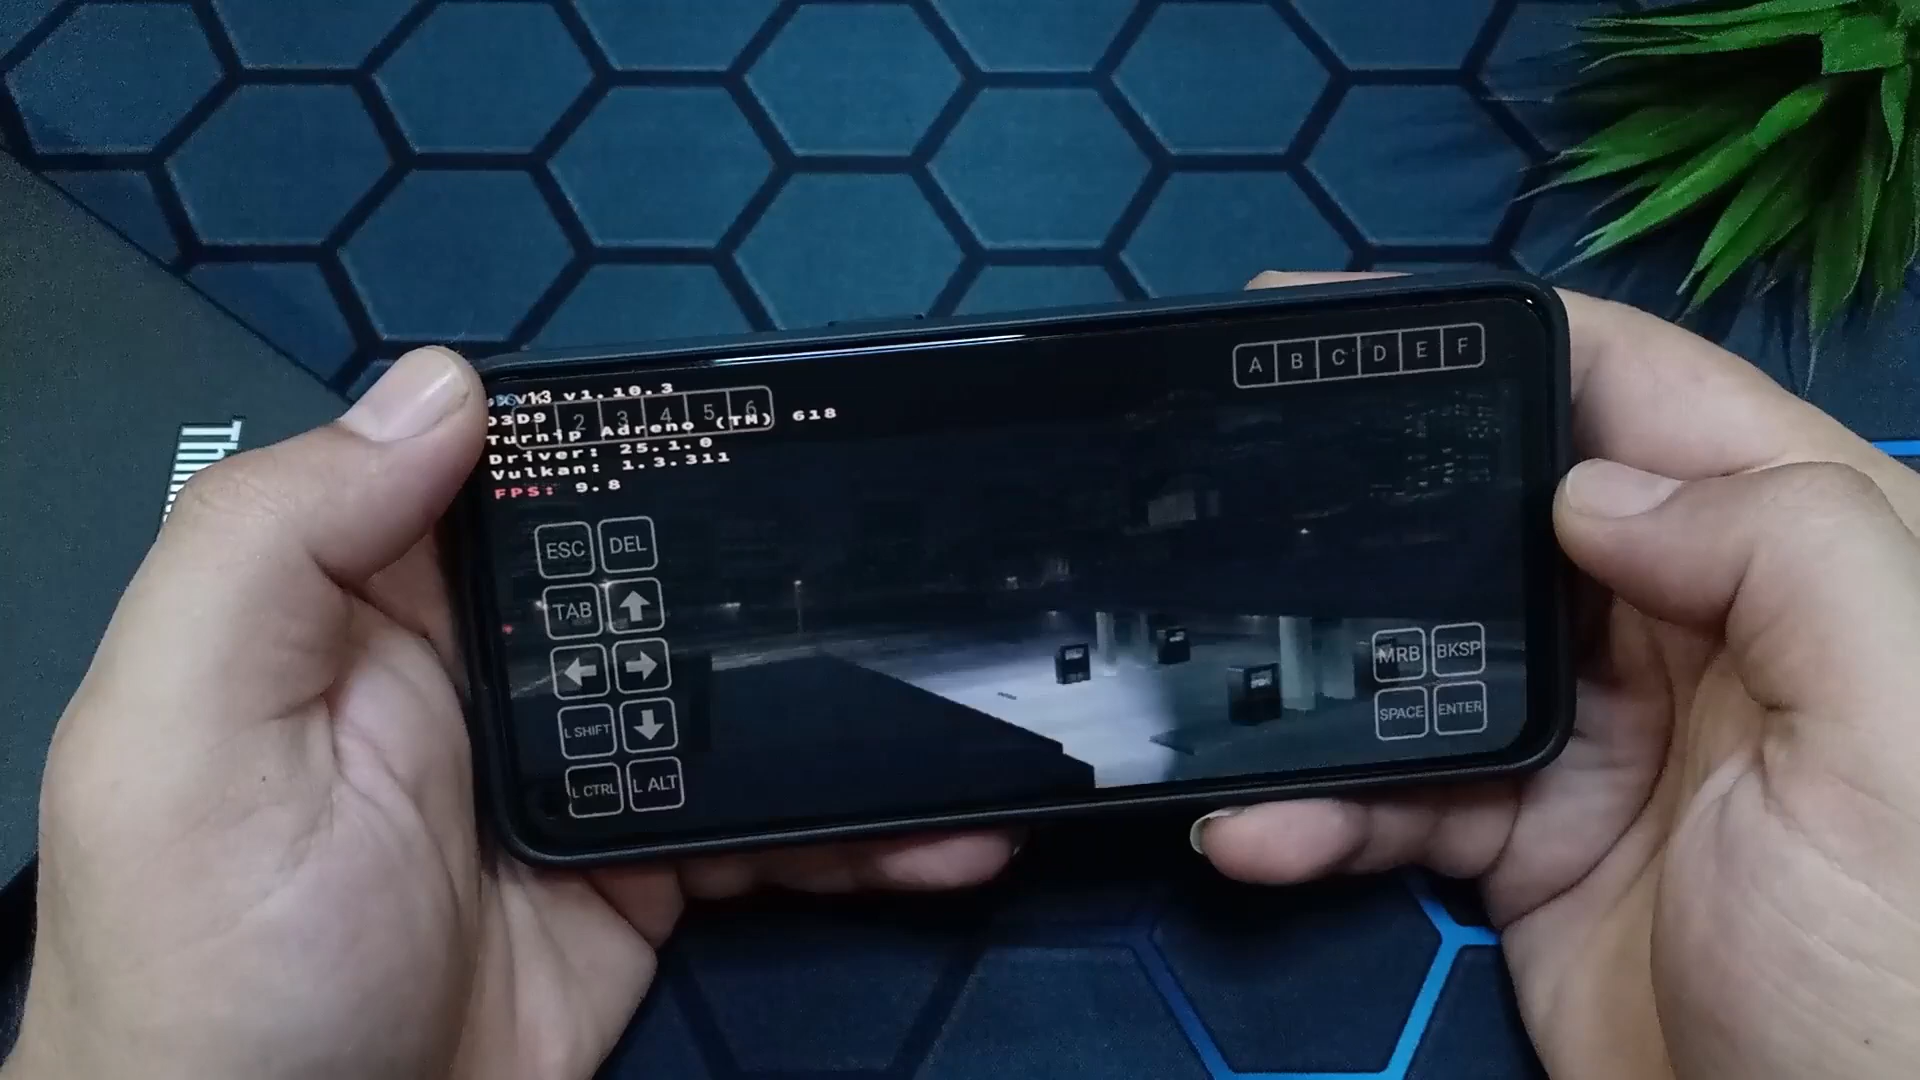 v1.10.3
D3D9
Turnip Adreno (TM) 618
Driver: 25.1.0
Vulkan: 1.3.311
FPS: 9.8
2 3 4 5 6
A B C D E F
ESC DEL
TAB
L SHIFT
L CTRL L ALT
MRB BKSP
SPACE ENTER